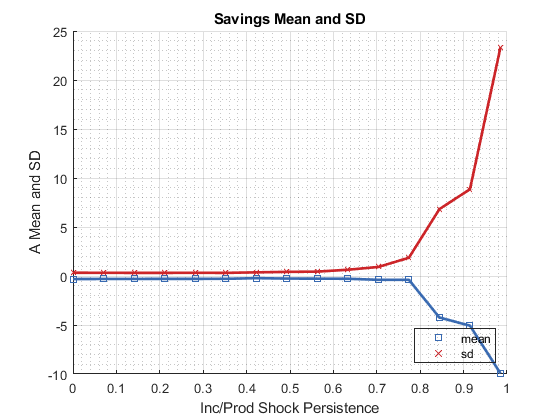 Savings Mean and SD
25
20
15
10
5
0
-5
-10
A Mean and SD
mean
sd
0 0.1 0.2 0.3 0.4 0.5 0.6 0.7 0.8 0.9 1
Inc/Prod Shock Persistence